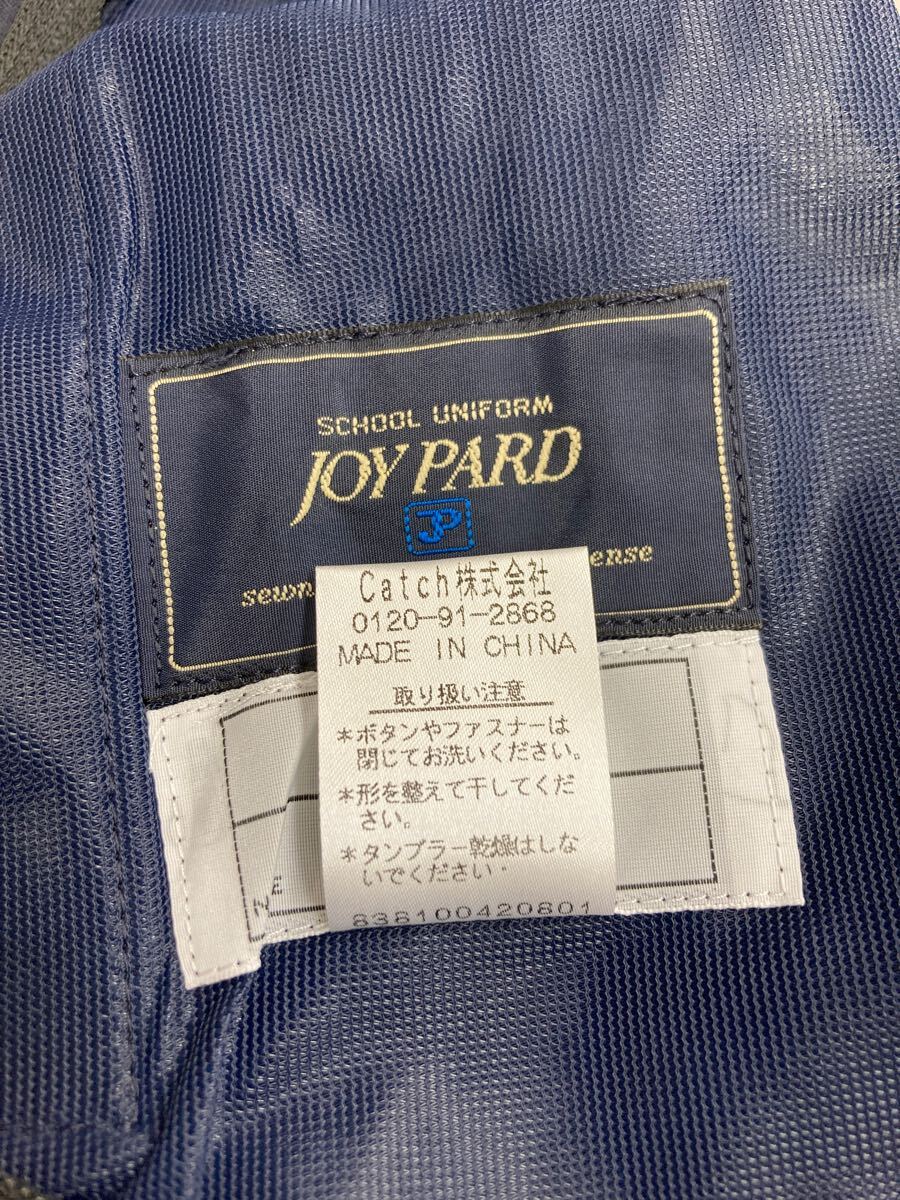 SCHOOL UNIFORM
JOY PARD
JP
sewn
ense
Catch株式会社
0120-91-2868
MADE IN CHINA
取り扱い注意
*ボタンやファスナーは
閉じてお洗いください。
*形を整えて干してくだ
さい。
*タンブラー乾燥はしな
いでください・
838100420801